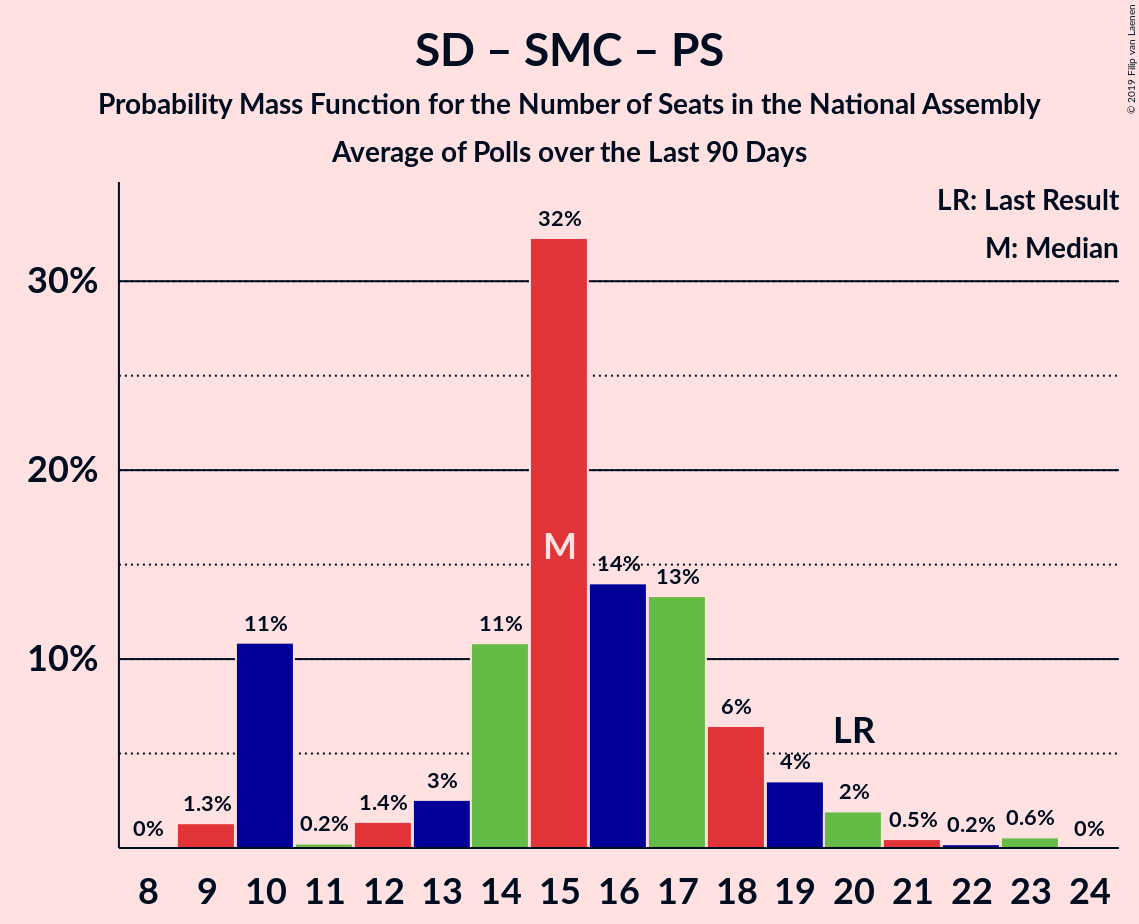 SD – SMC – PS
Probability Mass Function for the Number of Seats in the National Assembly
Average of Polls over the Last 90 Days
© 2019 Filip van Laenen
LR: Last Result
M: Median
30%
20%
10%
0%
1.3%
11%
0.2%
1.4%
3%
11%
32%
M
14%
13%
6%
4%
LR
2%
0.5%
0.2%
0.6%
0%
8 9 10 11 12 13 14 15 16 17 18 19 20 21 22 23 24